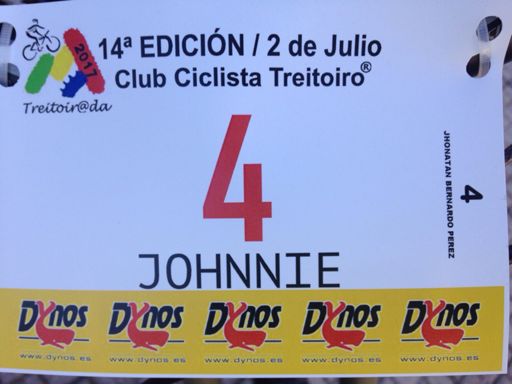 14ª EDICIÓN / 2 de Julio
Club Ciclista Treitoiro®
2017
Treitoir@da
4
JOHNNIE
4
JHONATAN BERNARDO PEREZ
Dynos Dynos Dynos Dynos Dynos
www.dynos.es www.dynos.es www.dynos.es www.dynos.es www.dynos.es